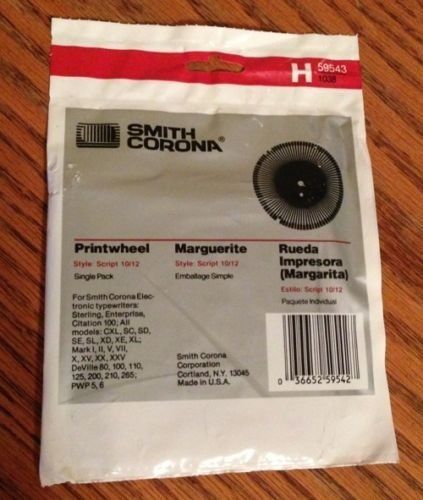 H 59543
1038
SMITH
CORONA®
Printwheel
Style: Script 10/12
Single Pack
For Smith Corona Elec-
tronic typewriters:
Sterling, Enterprise,
Citation 100; All
models: CXL, SC, SD,
SE, SL, XD, XE, XL;
Mark I, II, V, VII,
X, XV, XX, XXV
DeVille 80, 100, 110,
125, 200, 210, 265;
PWP 5, 6
Marguerite
Style: Script 10/12
Emballage Simple
Smith Corona
Corporation
Cortland, N.Y. 13045
Made in U.S.A.
Rueda
Impresora
(Margarita)
Estilo: Script 10/12
Paquete Individual
0 36652 59542